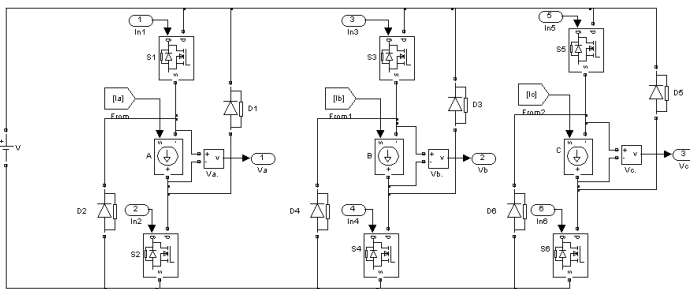 1
In1
3
In3
5
In5
g
D
S
S1
g
D
S
S3
g
D
S
S5
[Ia]
From
D1
[Ib]
From1
D3
[Ic]
From2
D5
+
V
A
s
-
+
+
-
v
Va.
1
Va
B
s
-
+
+
-
v
Vb.
2
Vb
C
s
-
+
+
-
v
Vc.
3
Vc
D2
2
In2
D4
4
In4
D6
6
In6
g
D
S
S2
g
D
S
S4
g
D
S
S6